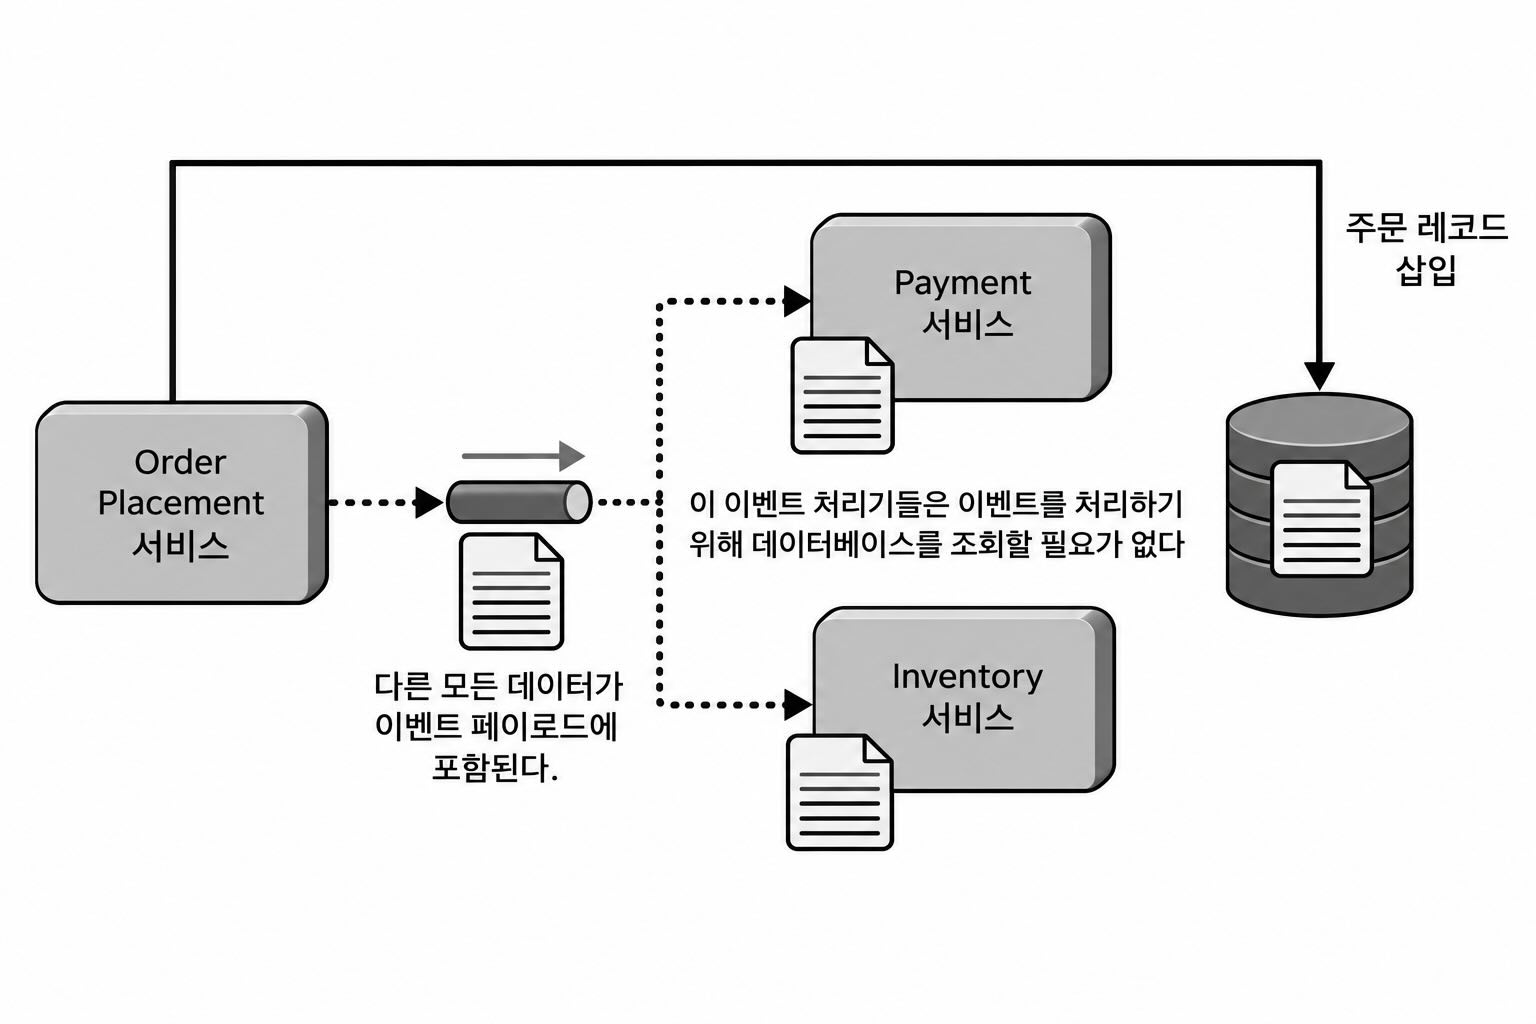 주문 레코드
삽입
Payment
서비스
Order
Placement
서비스
이 이벤트 처리기들은 이벤트를 처리하기
위해 데이터베이스를 조회할 필요가 없다
다른 모든 데이터가
이벤트 페이로드에
포함된다.
Inventory
서비스